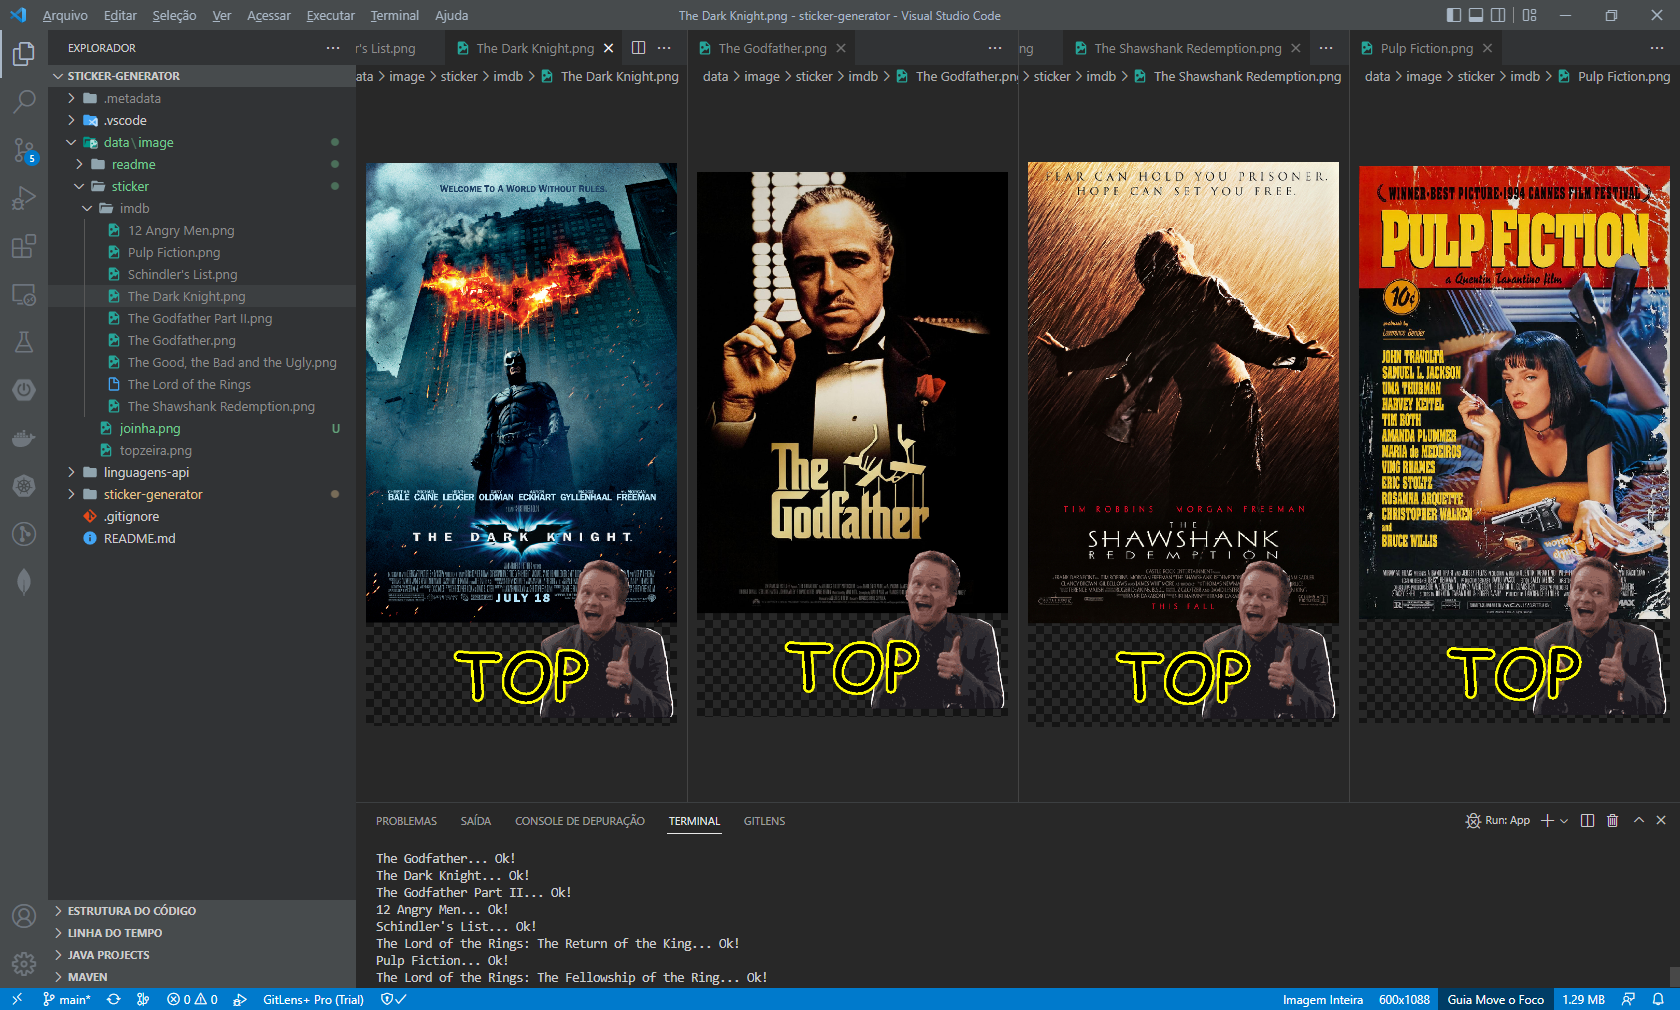 Arquivo Editar Seleção Ver Acessar Executar Terminal Ajuda
The Dark Knight.png - sticker-generator - Visual Studio Code
EXPLORADOR
STICKER-GENERATOR
.metadata
.vscode
data\image
readme
sticker
imdb
12 Angry Men.png
Pulp Fiction.png
Schindler's List.png
The Dark Knight.png
The Godfather Part II.png
The Godfather.png
The Good, the Bad and the Ugly.png
The Lord of the Rings
The Shawshank Redemption.png
joinha.png U
topzeira.png
linguagens-api
sticker-generator
.gitignore
README.md
ESTRUTURA DO CÓDIGO
LINHA DO TEMPO
JAVA PROJECTS
MAVEN
5
r's List.png
The Dark Knight.png
ata > image > sticker > imdb > The Dark Knight.png
WELCOME TO A WORLD WITHOUT RULES.
CHRISTIAN BALE MICHAEL CAINE HEATH LEDGER GARY OLDMAN AARON ECKHART MAGGIE GYLLENHAAL AND MORGAN FREEMAN
THE DARK KNIGHT
JULY 18
TOP
The Godfather.png
data > image > sticker > imdb > The Godfather.pn
The
Godfather
TOP
ng
The Shawshank Redemption.png
> sticker > imdb > The Shawshank Redemption.png
FEAR CAN HOLD YOU PRISONER.
HOPE CAN SET YOU FREE.
TIM ROBBINS MORGAN FREEMAN
THE
SHAWSHANK
REDEMPTION
THIS FALL
TOP
Pulp Fiction.png
data > image > sticker > imdb > Pulp Fiction.png
WINNER·BEST PICTURE·1994 CANNES FILM FESTIVAL
PULP FICTION
a Quentin Tarantino film
10¢
produced by
Lawrence Bender
JOHN TRAVOLTA
SAMUEL L. JACKSON
UMA THURMAN
HARVEY KEITEL
TIM ROTH
AMANDA PLUMMER
MARIA de MEDEIROS
VING RHAMES
ERIC STOLTZ
ROSANNA ARQUETTE
CHRISTOPHER WALKEN
and
BRUCE WILLIS
TOP
PROBLEMAS SAÍDA CONSOLE DE DEPURAÇÃO TERMINAL GITLENS
Run: App
The Godfather... Ok!
The Dark Knight... Ok!
The Godfather Part II... Ok!
12 Angry Men... Ok!
Schindler's List... Ok!
The Lord of the Rings: The Return of the King... Ok!
Pulp Fiction... Ok!
The Lord of the Rings: The Fellowship of the Ring... Ok!
main* 0 0 GitLens+ Pro (Trial)
Imagem Inteira 600x1088 Guia Move o Foco 1.29 MB